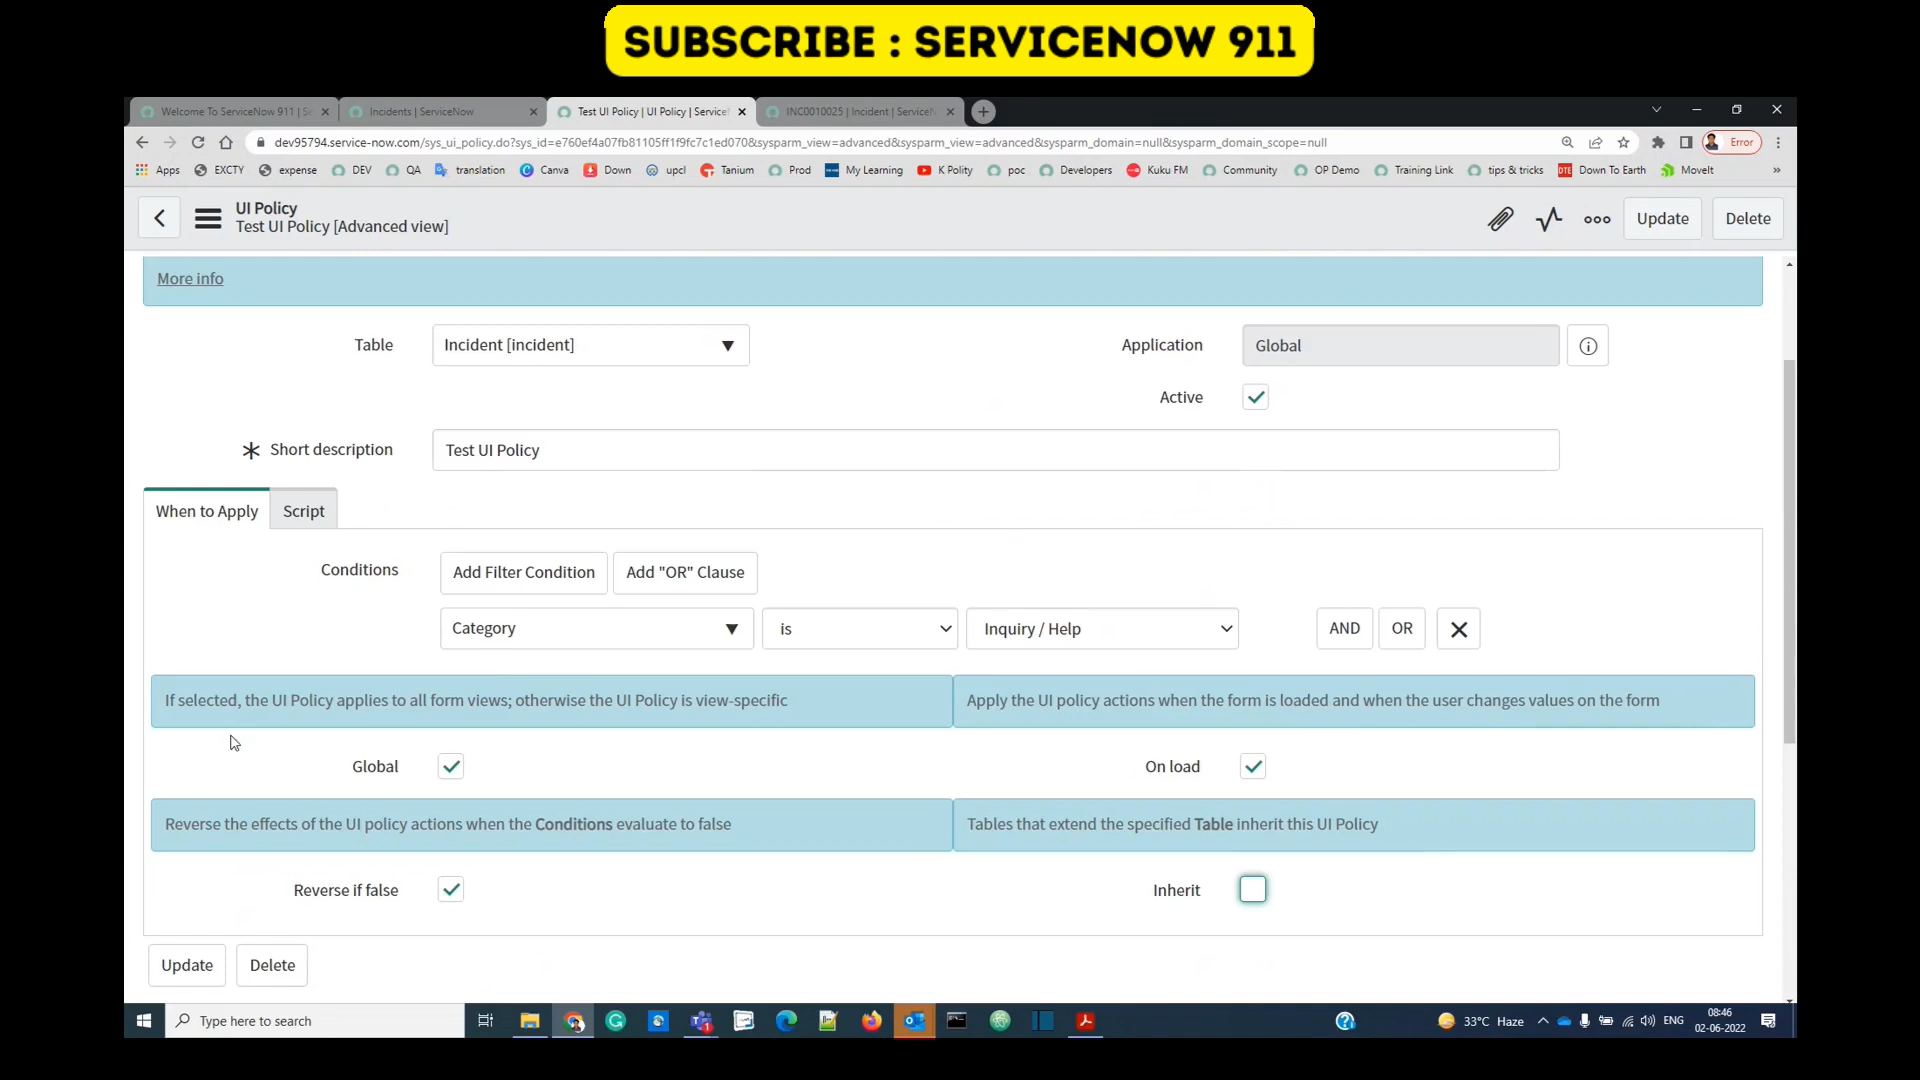 SUBSCRIBE : SERVICENOW 911
Welcome To ServiceNow 911 | Se
Incidents | ServiceNow
Test UI Policy | UI Policy | Service
INC0010025 | Incident | Service
dev95794.service-now.com/sys_ui_policy.do?sys_id=e760ef4a07fb81105ff1f9fc7c1ed070&sysparm_view=advanced&sysparm_view=advanced&sysparm_domain=null&sysparm_domain_scope=null
Error
Apps EXCTY expense DEV QA translation Canva Down upcl Tanium Prod My Learning K Polity poc Developers Kuku FM Community OP Demo Training Link tips & tricks Down To Earth MoveIt
UI Policy
Test UI Policy [Advanced view]
Update
Delete
More info
Table
Incident [incident]
Application
Global
Active
Short description
Test UI Policy
When to Apply
Script
Conditions
Add Filter Condition
Add "OR" Clause
Category
is
Inquiry / Help
AND
OR
If selected, the UI Policy applies to all form views; otherwise the UI Policy is view-specific
Apply the UI policy actions when the form is loaded and when the user changes values on the form
Global
On load
Reverse the effects of the UI policy actions when the Conditions evaluate to false
Tables that extend the specified Table inherit this UI Policy
Reverse if false
Inherit
Update
Delete
Type here to search
33°C Haze
ENG
08:46
02-06-2022